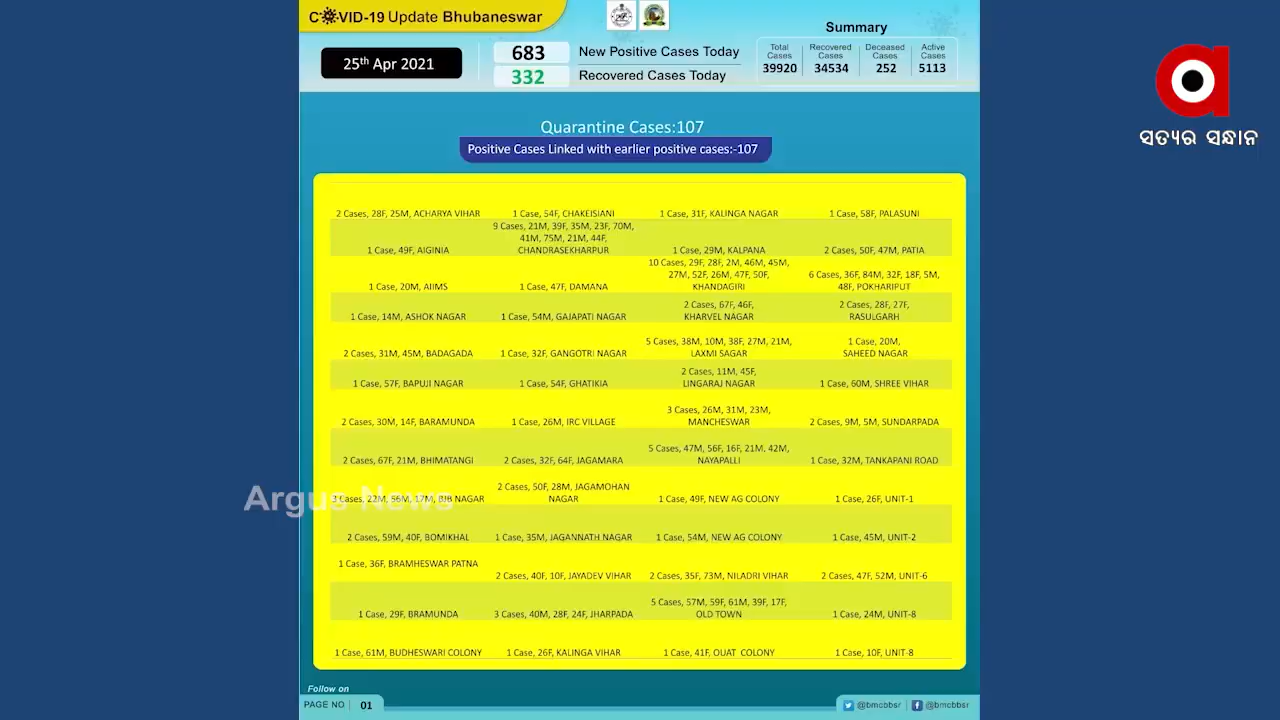 COVID-19 Update Bhubaneswar
25th Apr 2021
683 New Positive Cases Today
332 Recovered Cases Today
Summary
Total Cases 39920
Recovered Cases 34534
Deceased Cases 252
Active Cases 5113
ସତ୍ୟର ସନ୍ଧାନ
Quarantine Cases:107
Positive Cases Linked with earlier positive cases:-107
2 Cases, 28F, 25M, ACHARYA VIHAR
1 Case, 54F, CHAKEISIANI
1 Case, 31F, KALINGA NAGAR
1 Case, 58F, PALASUNI
1 Case, 49F, AIGINIA
9 Cases, 21M, 39F, 35M, 23F, 70M,
41M, 75M, 21M, 44F,
CHANDRASEKHARPUR
1 Case, 29M, KALPANA
2 Cases, 50F, 47M, PATIA
1 Case, 20M, AIIMS
1 Case, 47F, DAMANA
10 Cases, 29F, 28F, 2M, 46M, 45M,
27M, 52F, 26M, 47F, 50F,
KHANDAGIRI
6 Cases, 36F, 84M, 32F, 18F, 5M,
48F, POKHARIPUT
1 Case, 14M, ASHOK NAGAR
1 Case, 54M, GAJAPATI NAGAR
2 Cases, 67F, 46F,
KHARVEL NAGAR
2 Cases, 28F, 27F,
RASULGARH
2 Cases, 31M, 45M, BADAGADA
1 Case, 32F, GANGOTRI NAGAR
5 Cases, 38M, 10M, 38F, 27M, 21M,
LAXMI SAGAR
1 Case, 20M,
SAHEED NAGAR
1 Case, 57F, BAPUJI NAGAR
1 Case, 54F, GHATIKIA
2 Cases, 11M, 45F,
LINGARAJ NAGAR
1 Case, 60M, SHREE VIHAR
2 Cases, 30M, 14F, BARAMUNDA
1 Case, 26M, IRC VILLAGE
3 Cases, 26M, 31M, 23M,
MANCHESWAR
2 Cases, 9M, 5M, SUNDARPADA
2 Cases, 67F, 21M, BHIMATANGI
2 Cases, 32F, 64F, JAGAMARA
5 Cases, 47M, 56F, 16F, 21M, 42M,
NAYAPALLI
1 Case, 32M, TANKAPANI ROAD
Argus News
Cases, NAGAR
2 Cases, 50F, 28M, JAGAMOHAN
NAGAR
1 Case, 49F, NEW AG COLONY
1 Case, 26F, UNIT-1
2 Cases, 59M, 40F, BOMIKHAL
1 Case, 35M, JAGANNATH NAGAR
1 Case, 54M, NEW AG COLONY
1 Case, 45M, UNIT-2
1 Case, 36F, BRAMHESWAR PATNA
2 Cases, 40F, 10F, JAYADEV VIHAR
2 Cases, 35F, 73M, NILADRI VIHAR
2 Cases, 47F, 52M, UNIT-6
1 Case, 29F, BRAMUNDA
3 Cases, 40M, 28F, 24F, JHARPADA
5 Cases, 57M, 59F, 61M, 39F, 17F,
OLD TOWN
1 Case, 24M, UNIT-8
1 Case, 61M, BUDHESWARI COLONY
1 Case, 26F, KALINGA VIHAR
1 Case, 41F, OUAT COLONY
1 Case, 10F, UNIT-8
Follow on
PAGE NO 01
@bmcbbsr
@bmcbbsr